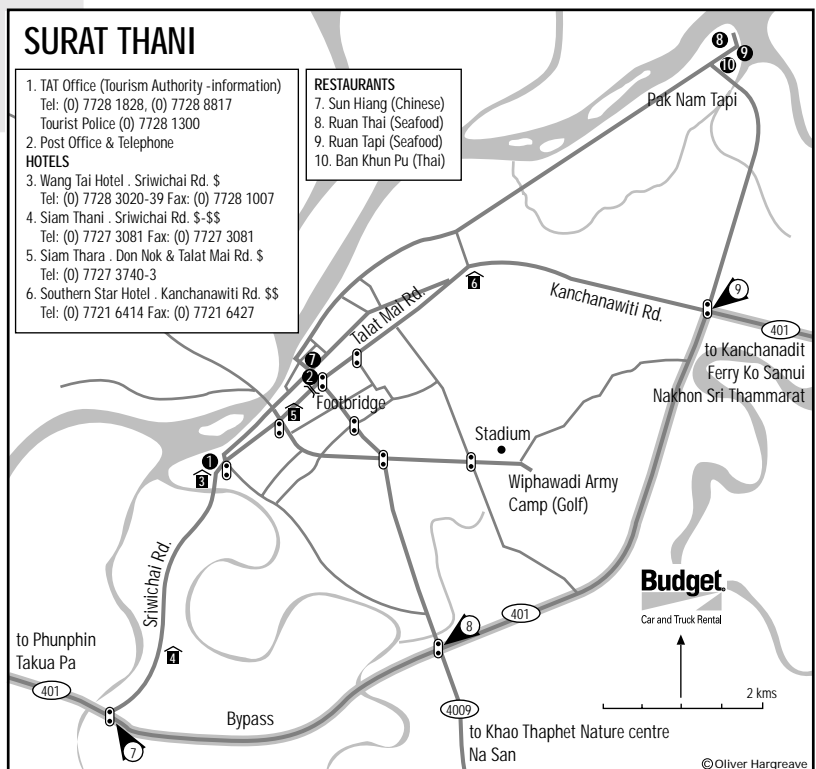 SURAT THANI
1. TAT Office (Tourism Authority -information)
Tel: (0) 7728 1828, (0) 7728 8817
Tourist Police (0) 7728 1300
2. Post Office & Telephone
HOTELS
3. Wang Tai Hotel . Sriwichai Rd. $
Tel: (0) 7728 3020-39 Fax: (0) 7728 1007
4. Siam Thani . Sriwichai Rd. $-$$
Tel: (0) 7727 3081 Fax: (0) 7727 3081
5. Siam Thara . Don Nok & Talat Mai Rd. $
Tel: (0) 7727 3740-3
6. Southern Star Hotel . Kanchanawiti Rd. $$
Tel: (0) 7721 6414 Fax: (0) 7721 6427
RESTAURANTS
7. Sun Hiang (Chinese)
8. Ruan Thai (Seafood)
9. Ruan Tapi (Seafood)
10. Ban Khun Pu (Thai)
8
9
10
Pak Nam Tapi
6
Kanchanawiti Rd.
9
401
to Kanchanadit
Ferry Ko Samui
Nakhon Sri Thammarat
Talat Mai Rd.
7
2
Footbridge
5
Stadium
1
3
Wiphawadi Army
Camp (Golf)
Sriwichai Rd.
Budget
Car and Truck Rental
401
8
4
to Phunphin
Takua Pa
401
Bypass
7
4009
2 kms
to Khao Thaphet Nature centre
Na San
© Oliver Hargreave